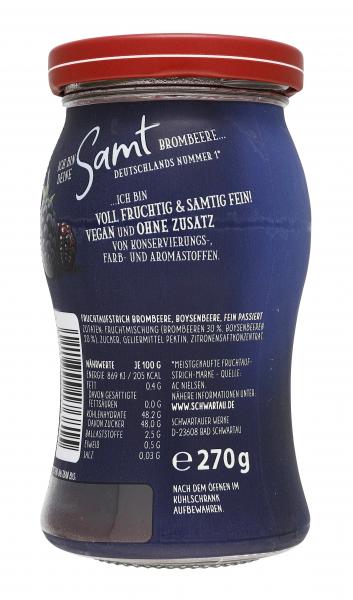 ICH BIN
DEINE
Samt BROMBEERE...
DEUTSCHLANDS NUMMER 1*
...ICH BIN
VOLL FRUCHTIG & SAMTIG FEIN!
VEGAN UND OHNE ZUSATZ
VON KONSERVIERUNGS-,
FARB- UND AROMASTOFFEN.
FRUCHTAUFSTRICH BROMBEERE, BOYSENBEERE, FEIN PASSIERT
ZUTATEN: FRUCHTMISCHUNG (BROMBEEREN 30 %, BOYSENBEEREN
20 %), ZUCKER, GELIERMITTEL PEKTIN, ZITRONENSAFTKONZENTRAT.
NÄHRWERTE JE 100 G
ENERGIE 869 KJ / 205 KCAL
FETT 0,4 G
DAVON GESÄTTIGTE
FETTSÄUREN 0,0 G
KOHLENHYDRATE 48,2 G
DAVON ZUCKER 48,0 G
BALLASTSTOFFE 2,5 G
EIWEIß 0,5 G
SALZ 0,03 G
*MEISTGEKAUFTE FRUCHTAUF-
STRICH-MARKE - QUELLE:
AC NIELSEN.
NÄHERE INFORMATIONEN UNTER:
WWW.SCHWARTAU.DE
SCHWARTAUER WERKE
D-23608 BAD SCHWARTAU
℮ 270 g
NACH DEM ÖFFNEN IM
KÜHLSCHRANK
AUFBEWAHREN.